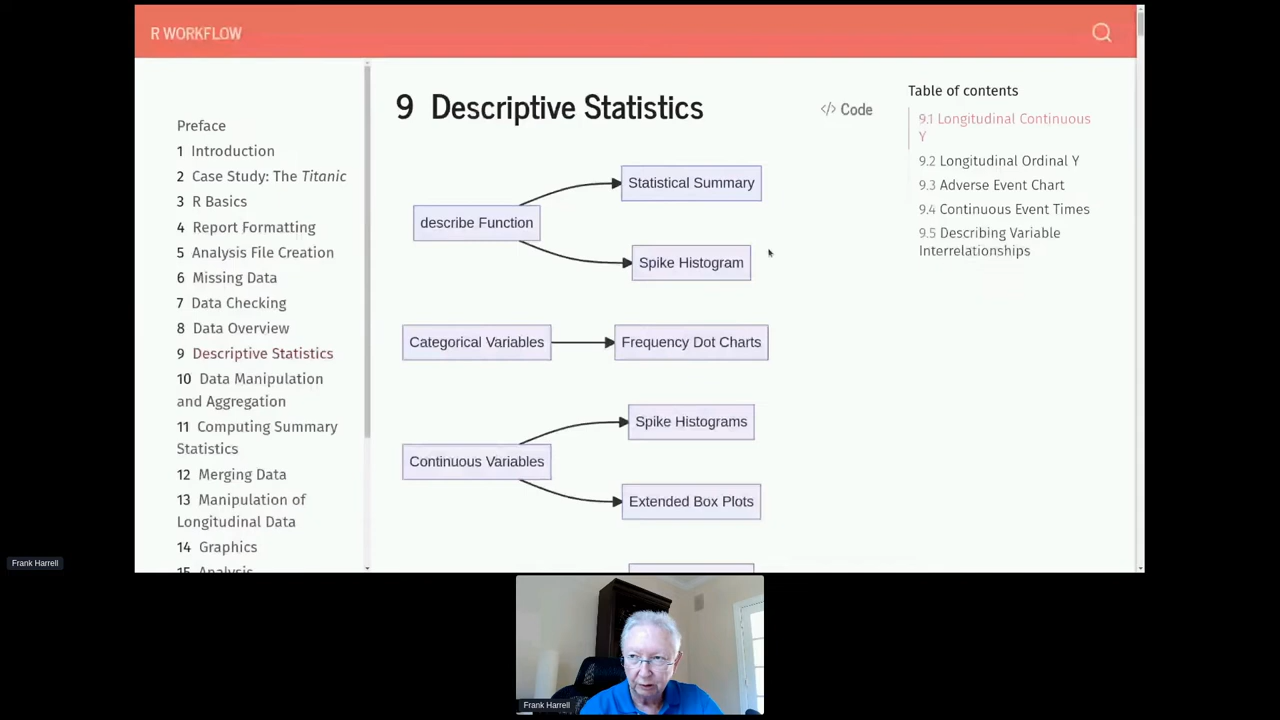 R WORKFLOW
Preface
1 Introduction
2 Case Study: The Titanic
3 R Basics
4 Report Formatting
5 Analysis File Creation
6 Missing Data
7 Data Checking
8 Data Overview
9 Descriptive Statistics
10 Data Manipulation
and Aggregation
11 Computing Summary
Statistics
12 Merging Data
13 Manipulation of
Longitudinal Data
14 Graphics
15 Analysis
9 Descriptive Statistics
</> Code
describe Function
Statistical Summary
Spike Histogram
Categorical Variables
Frequency Dot Charts
Continuous Variables
Spike Histograms
Extended Box Plots
Table of contents
9.1 Longitudinal Continuous
Y
9.2 Longitudinal Ordinal Y
9.3 Adverse Event Chart
9.4 Continuous Event Times
9.5 Describing Variable
Interrelationships
Frank Harrell
Frank Harrell